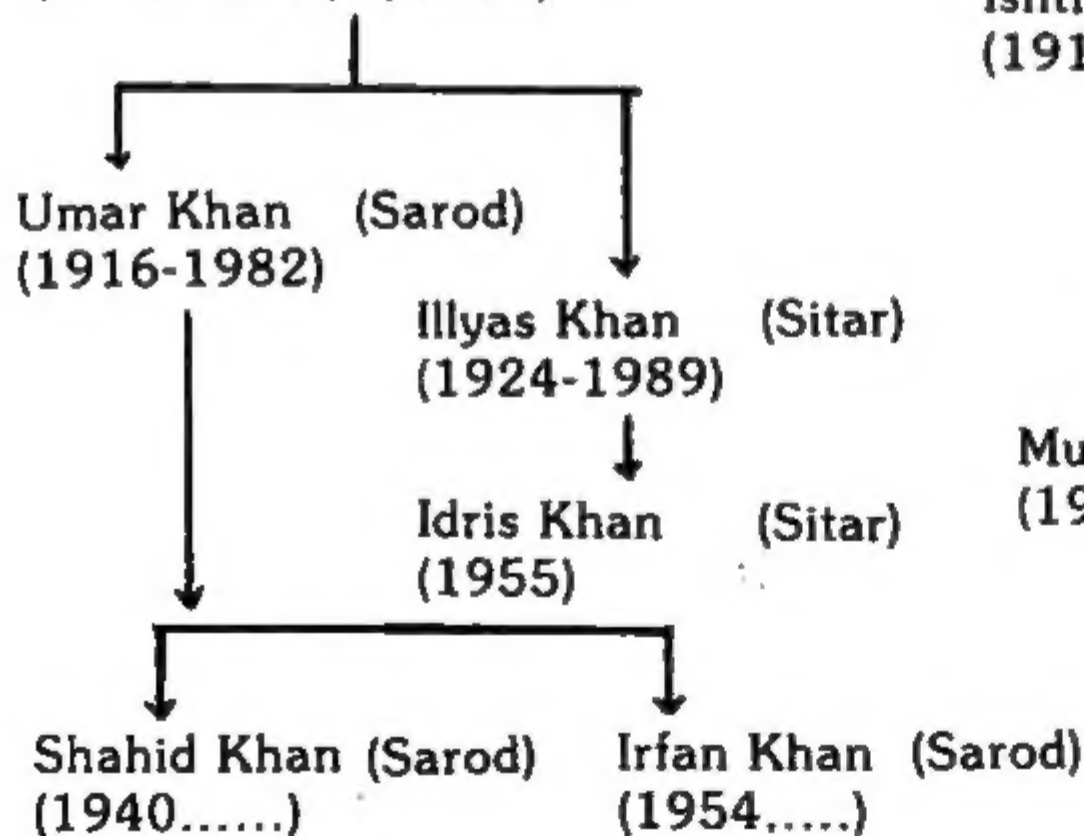 (191
Umar Khan (Sarod)
(1916-1982)
Illyas Khan (Sitar)
(1924-1989)
Idris Khan (Sitar)
(1955)
Shahid Khan (Sarod)
(1940......)
Irfan Khan (Sarod)
(1954.....)